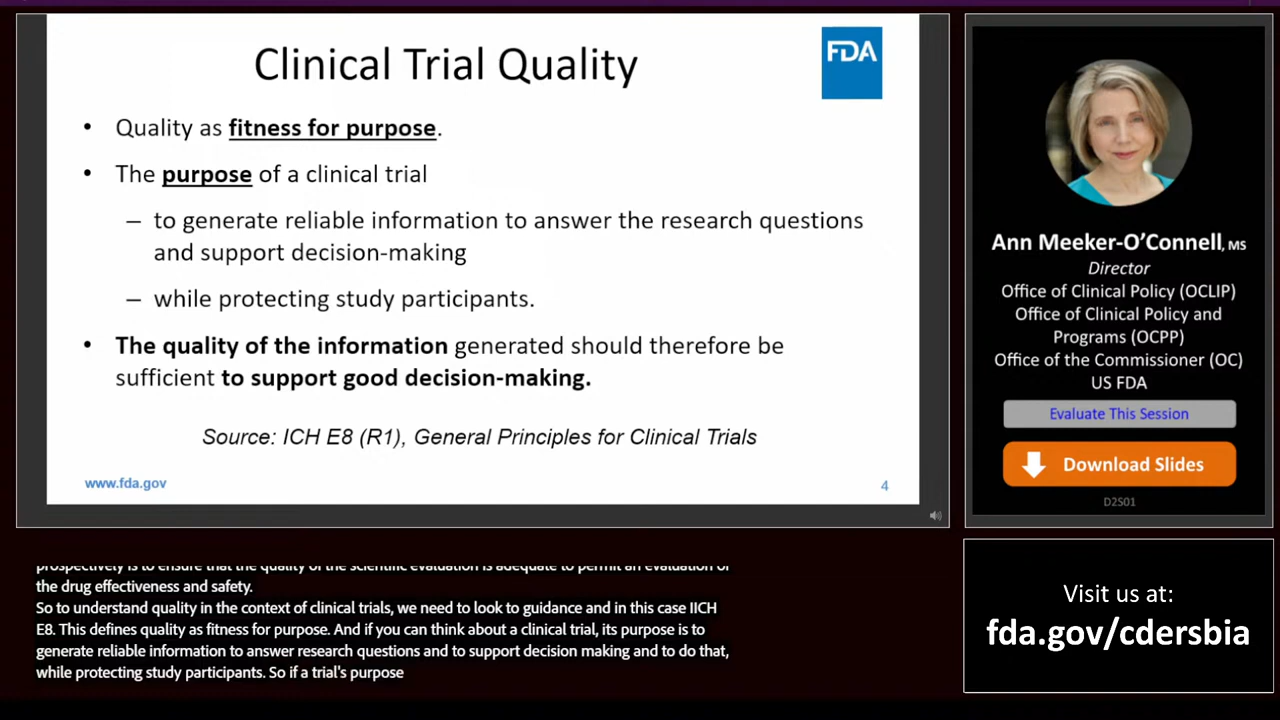 Clinical Trial Quality
FDA
• Quality as fitness for purpose.
• The purpose of a clinical trial
– to generate reliable information to answer the research questions
and support decision-making
– while protecting study participants.
• The quality of the information generated should therefore be
sufficient to support good decision-making.
Source: ICH E8 (R1), General Principles for Clinical Trials
www.fda.gov
4
Ann Meeker-O’Connell, MS
Director
Office of Clinical Policy (OCLIP)
Office of Clinical Policy and
Programs (OCPP)
Office of the Commissioner (OC)
US FDA
Evaluate This Session
Download Slides
D2S01
prospectively is to ensure that the quality of the scientific evaluation is adequate to permit an evaluation of
the drug effectiveness and safety.
So to understand quality in the context of clinical trials, we need to look to guidance and in this case IICH
E8. This defines quality as fitness for purpose. And if you can think about a clinical trial, its purpose is to
generate reliable information to answer research questions and to support decision making and to do that,
while protecting study participants. So if a trial's purpose
Visit us at:
fda.gov/cdersbia